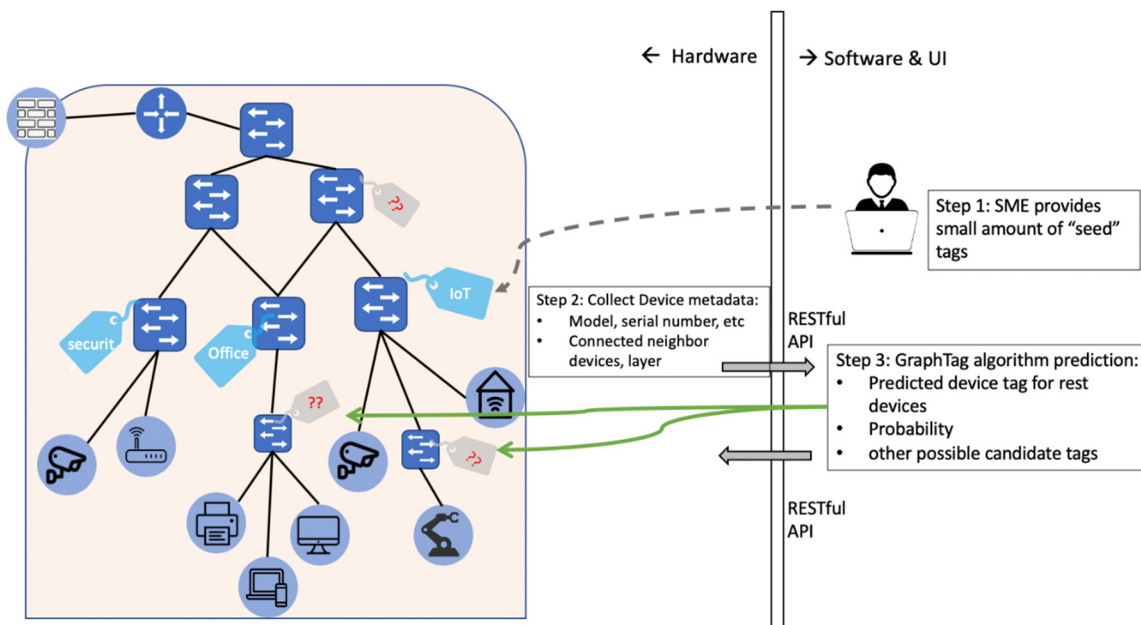 ← Hardware
→ Software & UI
??
Step 1: SME provides
small amount of “seed”
tags
IoT
securit
Office
Step 2: Collect Device metadata:
• Model, serial number, etc
• Connected neighbor
devices, layer
RESTful
API
Step 3: GraphTag algorithm prediction:
• Predicted device tag for rest
devices
• Probability
• other possible candidate tags
??
??
RESTful
API